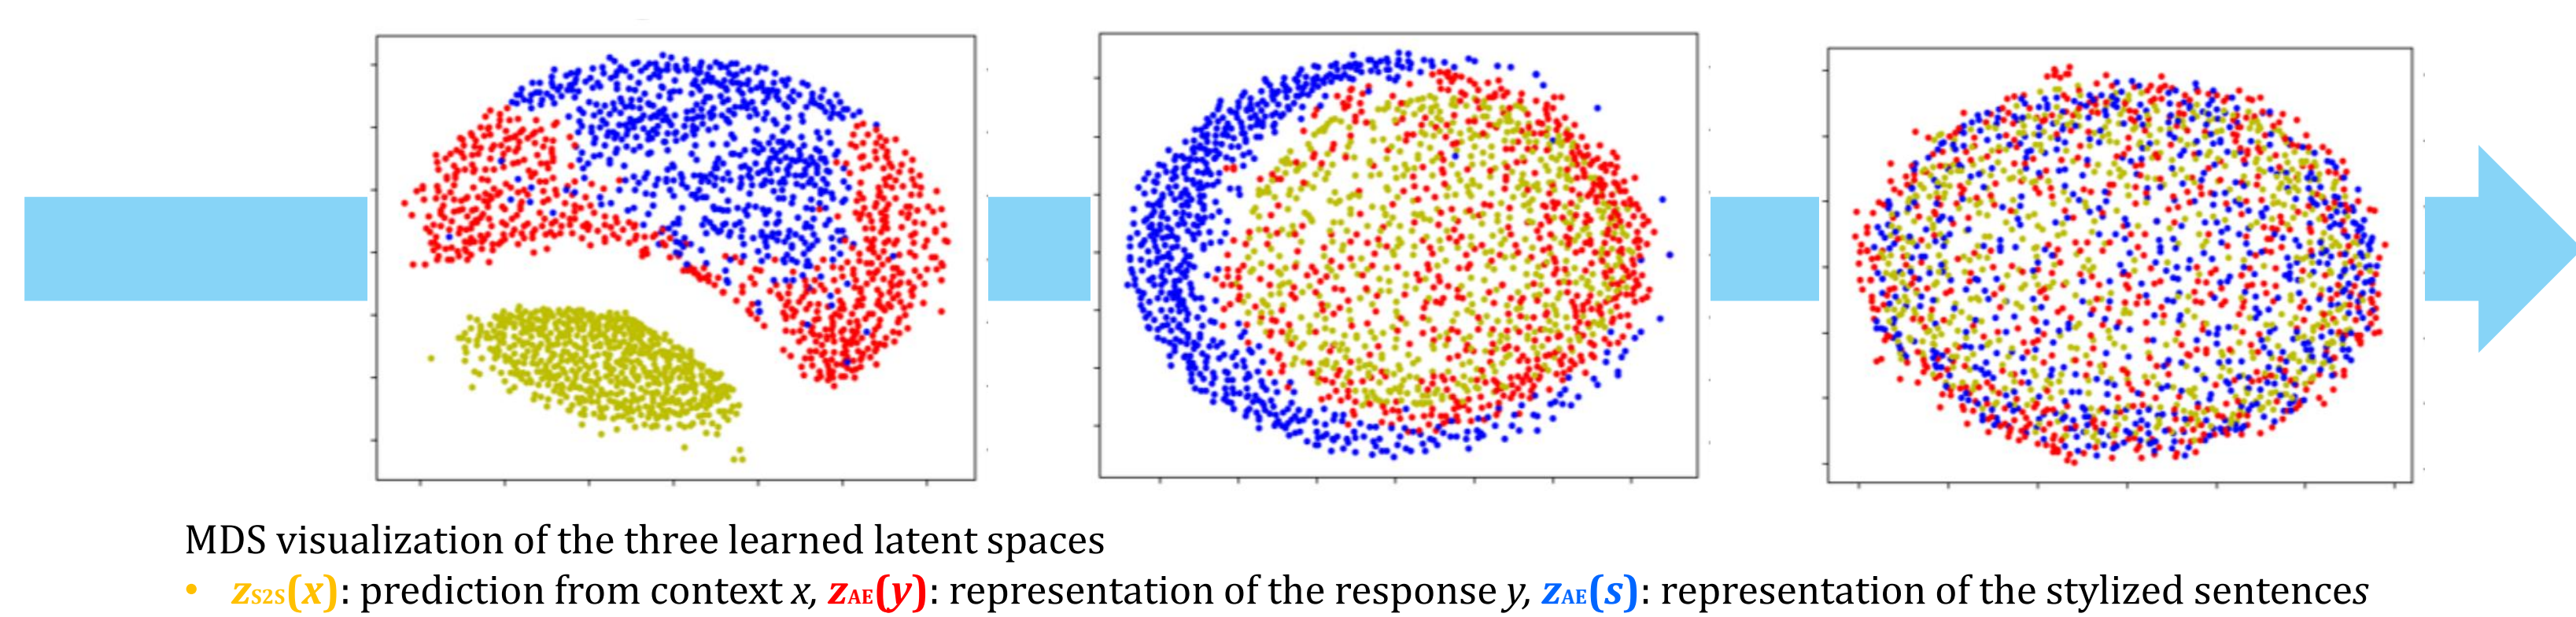 MDS visualization of the three learned latent spaces
• zS2S(x): prediction from context x, zAE(y): representation of the response y, zAE(s): representation of the stylized sentences